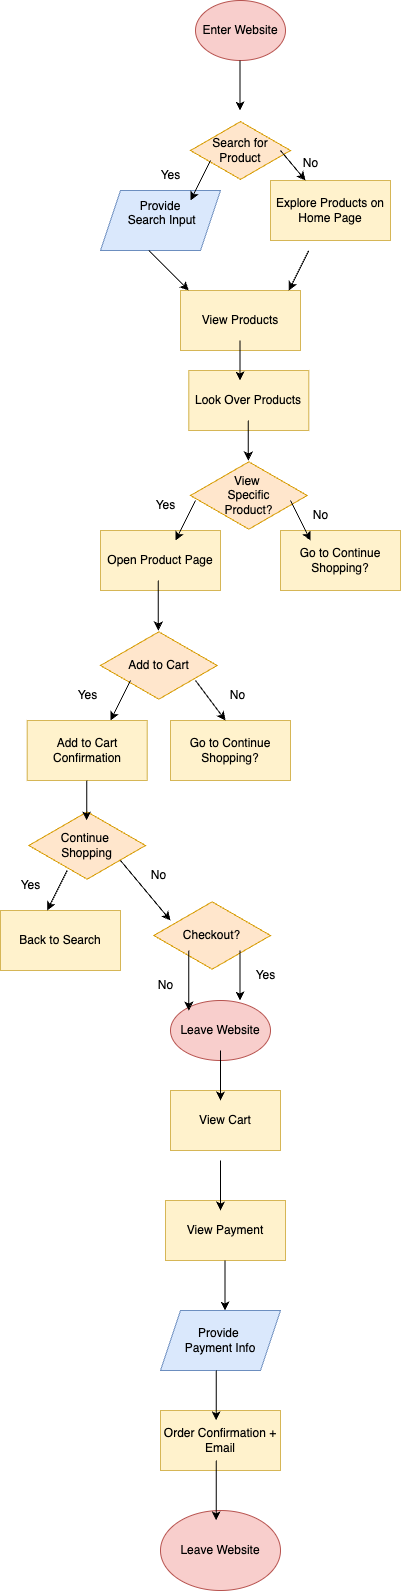 Enter Website
Search for
Product
Yes
No
Provide
Search Input
Explore Products on
Home Page
View Products
Look Over Products
View
Specific
Product?
Yes
No
Open Product Page
Go to Continue
Shopping?
Add to Cart
Yes
No
Add to Cart
Confirmation
Go to Continue
Shopping?
Continue
Shopping
Yes
No
Back to Search
Checkout?
No
Yes
Leave Website
View Cart
View Payment
Provide
Payment Info
Order Confirmation +
Email
Leave Website